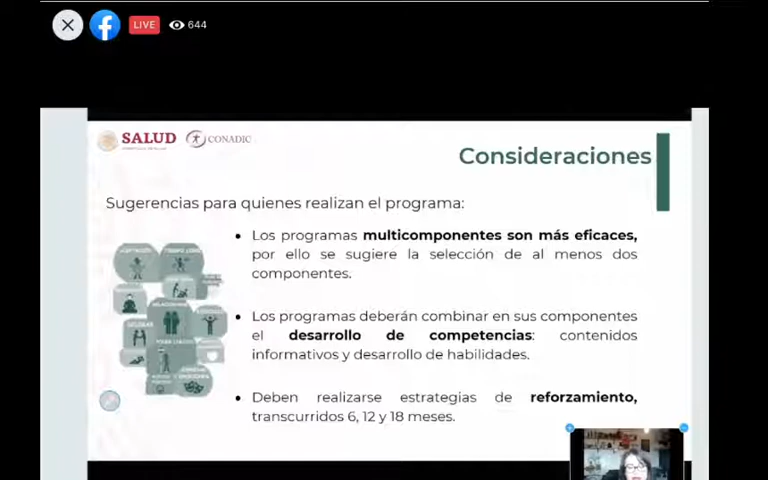 LIVE 644
SALUD CONADIC
Consideraciones
Sugerencias para quienes realizan el programa:
• Los programas multicomponentes son más eficaces,
por ello se sugiere la selección de al menos dos
componentes.
• Los programas deberán combinar en sus componentes
el desarrollo de competencias: contenidos
informativos y desarrollo de habilidades.
• Deben realizarse estrategias de reforzamiento,
transcurridos 6, 12 y 18 meses.